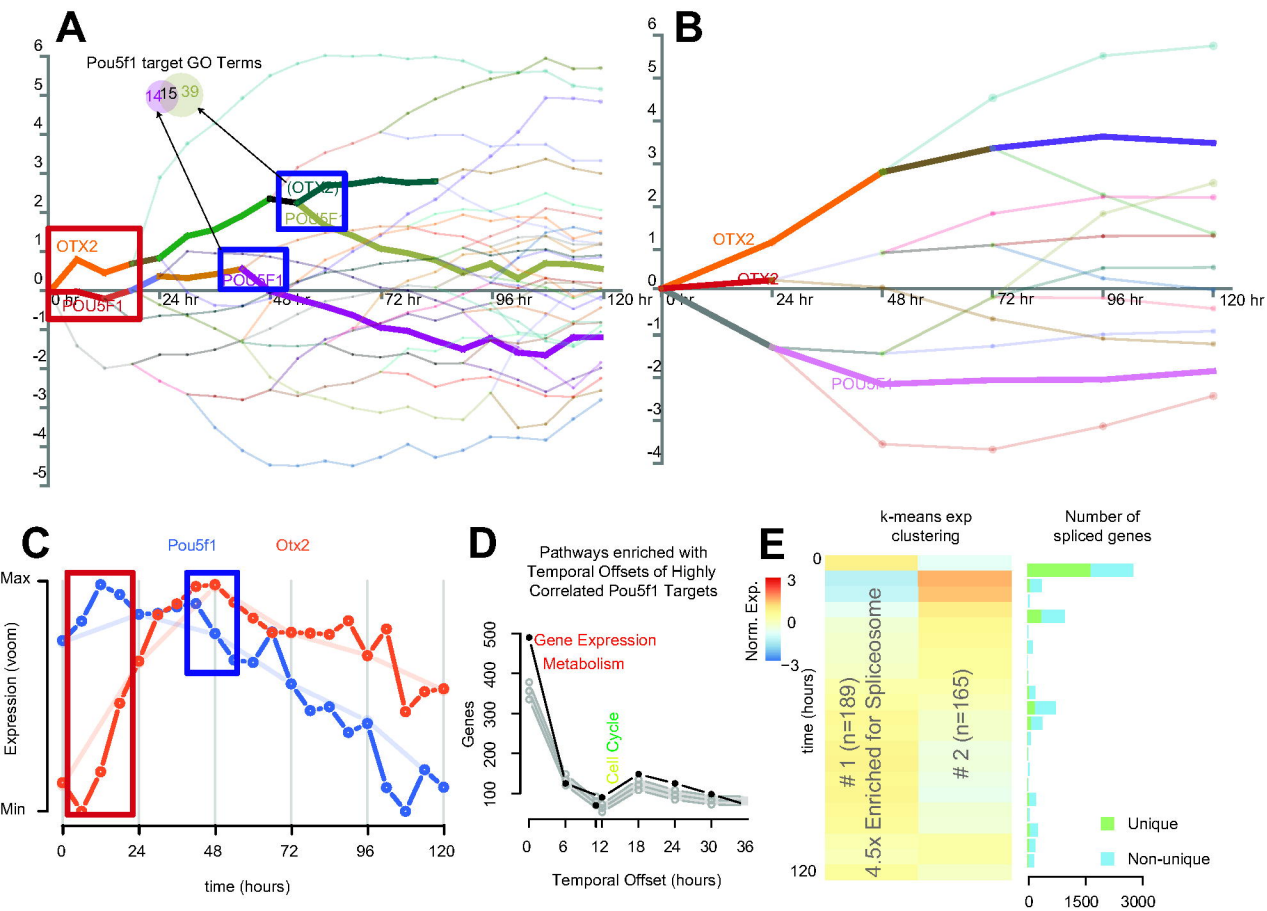 A
6
5
4
3
2
1
0
-1
-2
-3
-4
-5
Pou5f1 target GO Terms
14 15 39
(OTX2)
POU5F1
OTX2
POU5F1
POU5F1
0 hr 24 hr 48 hr 72 hr 96 hr 120 hr
B
6
5
4
3
2
1
0
-1
-2
-3
-4
OTX2
OTX2
POU5F1
0 hr 24 hr 48 hr 72 hr 96 hr 120 hr
C
Pou5f1 Otx2
Max
Min
Expression (voom)
0 24 48 72 96 120
time (hours)
D
Pathways enriched with
Temporal Offsets of Highly
Correlated Pou5f1 Targets
500
400
300
200
100
Genes
Gene Expression
Metabolism
Cell Cycle
0 6 12 18 24 30 36
Temporal Offset (hours)
E
k-means exp
clustering
Number of
spliced genes
0
120
time (hours)
Norm. Exp.
3
0
−3
# 1 (n=189)
4.5x Enriched for Spliceosome
# 2 (n=165)
Unique
Non-unique
0 1500 3000